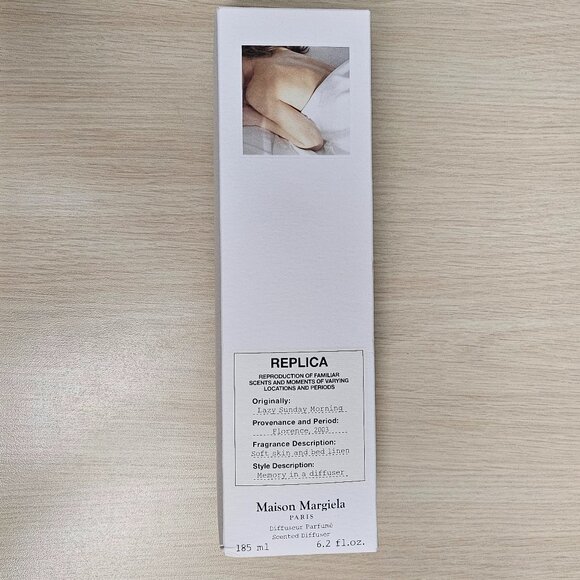 REPLICA
REPRODUCTION OF FAMILIAR
SCENTS AND MOMENTS OF VARYING
LOCATIONS AND PERIODS
Originally:
Lazy Sunday Morning
Provenance and Period:
Florence, 2003
Fragrance Description:
Soft skin and bed linen
Style Description:
Memory in a diffuser
Maison Margiela
PARIS
Diffuseur Parfumé
Scented Diffuser
185 ml 6.2 fl.oz.